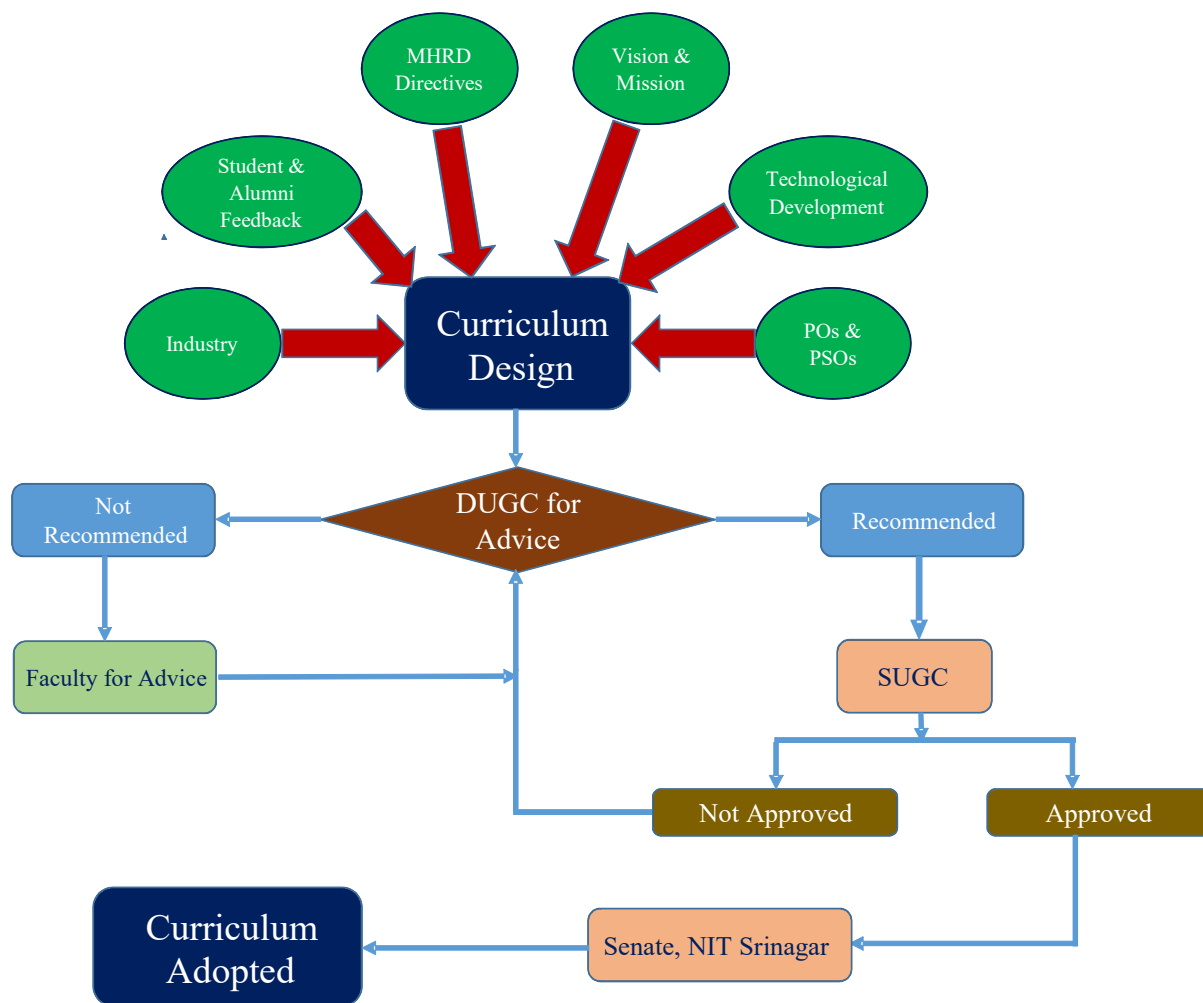 MHRD
Directives
Vision &
Mission
Student &
Alumni
Feedback
Technological
Development
Industry
Curriculum
Design
POs &
PSOs
Not
Recommended
DUGC for
Advice
Recommended
Faculty for Advice
SUGC
Not Approved
Approved
Curriculum
Adopted
Senate, NIT Srinagar